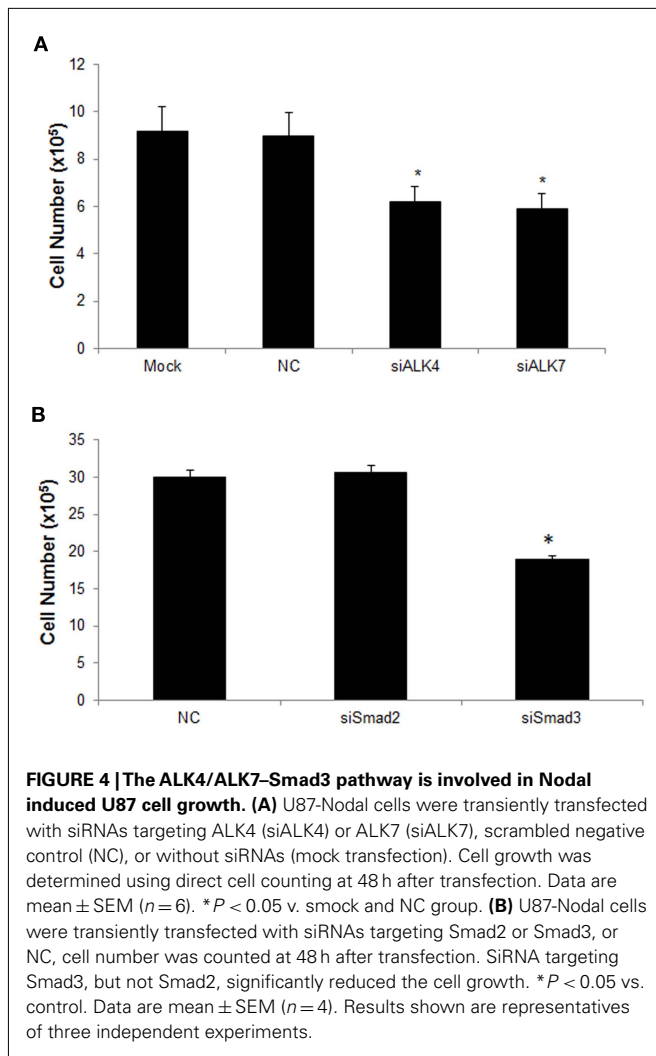 A
Cell Number (x10⁵)
12
10
8
6
4
2
0
*
*
Mock NC siALK4 siALK7
B
Cell Number (x10⁵)
35
30
25
20
15
10
5
0
*
NC siSmad2 siSmad3
FIGURE 4 | The ALK4/ALK7–Smad3 pathway is involved in Nodal
induced U87 cell growth. (A) U87-Nodal cells were transiently transfected
with siRNAs targeting ALK4 (siALK4) or ALK7 (siALK7), scrambled negative
control (NC), or without siRNAs (mock transfection). Cell growth was
determined using direct cell counting at 48 h after transfection. Data are
mean ± SEM (n = 6). *P < 0.05 v. smock and NC group. (B) U87-Nodal cells
were transiently transfected with siRNAs targeting Smad2 or Smad3, or
NC, cell number was counted at 48 h after transfection. SiRNA targeting
Smad3, but not Smad2, significantly reduced the cell growth. *P < 0.05 vs.
control. Data are mean ± SEM (n = 4). Results shown are representatives
of three independent experiments.